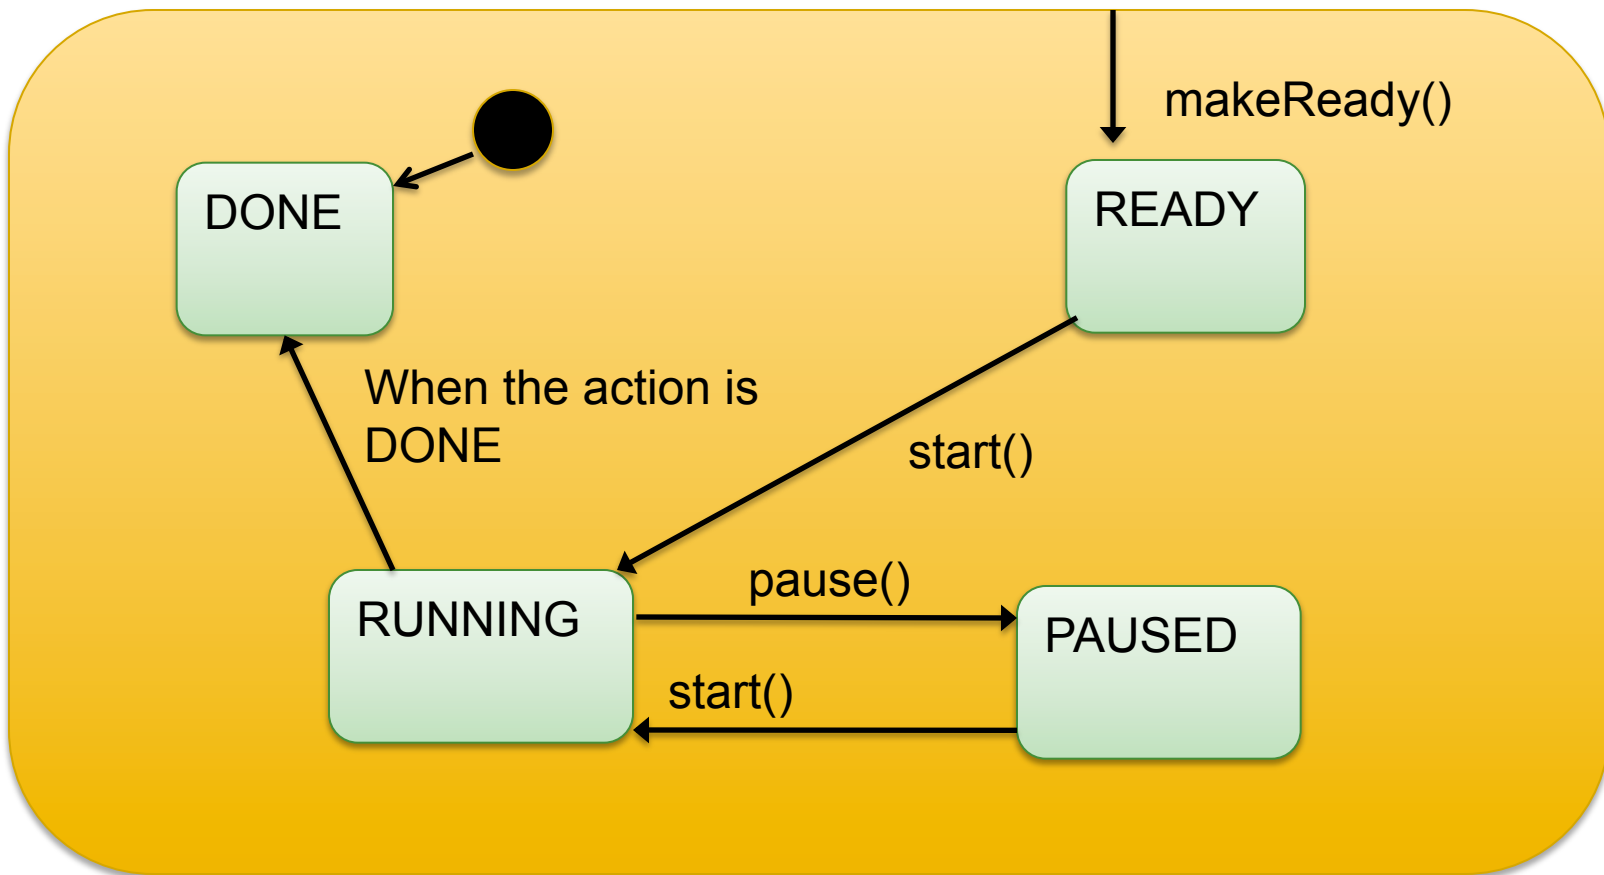 makeReady()
DONE
READY
When the action is
DONE
start()
pause()
RUNNING
PAUSED
start()